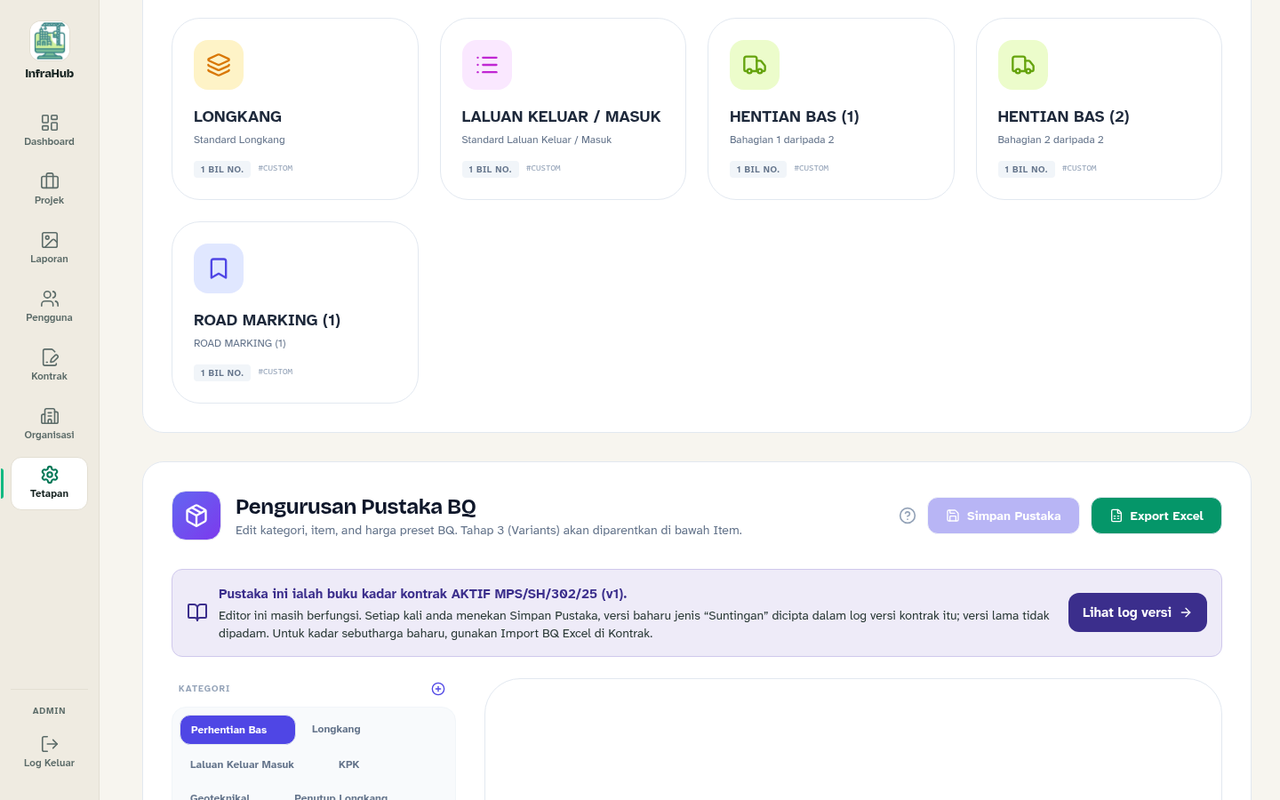 InfraHub
Dashboard
Projek
Laporan
Pengguna
Kontrak
Organisasi
Tetapan
ADMIN
Log Keluar
LONGKANG
Standard Longkang
1 BIL NO. #CUSTOM
LALUAN KELUAR / MASUK
Standard Laluan Keluar / Masuk
1 BIL NO. #CUSTOM
HENTIAN BAS (1)
Bahagian 1 daripada 2
1 BIL NO. #CUSTOM
HENTIAN BAS (2)
Bahagian 2 daripada 2
1 BIL NO. #CUSTOM
ROAD MARKING (1)
ROAD MARKING (1)
1 BIL NO. #CUSTOM
Pengurusan Pustaka BQ
Edit kategori, item, and harga preset BQ. Tahap 3 (Variants) akan diparentkan di bawah Item.
Simpan Pustaka
Export Excel
Pustaka ini ialah buku kadar kontrak AKTIF MPS/SH/302/25 (v1).
Editor ini masih berfungsi. Setiap kali anda menekan Simpan Pustaka, versi baharu jenis “Suntingan” dicipta dalam log versi kontrak itu; versi lama tidak
dipadam. Untuk kadar sebutharga baharu, gunakan Import BQ Excel di Kontrak.
Lihat log versi →
KATEGORI
Perhentian Bas
Longkang
Laluan Keluar Masuk
KPK
Geoteknikal
Penutup Longkang